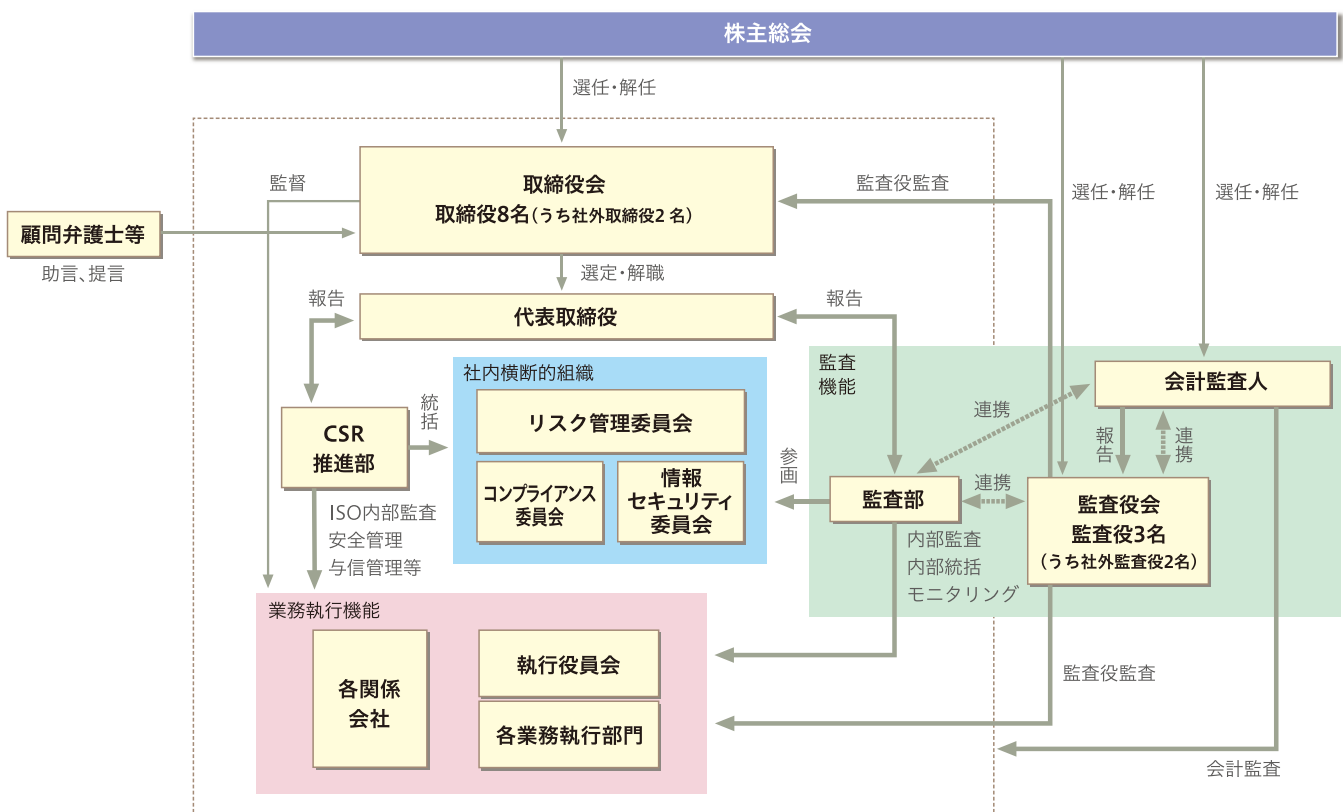 株主総会
選任・解任
選任・解任
選任・解任
監督
取締役会
取締役8名(うち社外取締役2 名)
監査役監査
顧問弁護士等
助言、提言
選定・解職
報告
代表取締役
報告
社内横断的組織
リスク管理委員会
コンプライアンス
委員会
情報
セキュリティ
委員会
統括
CSR
推進部
ISO内部監査
安全管理
与信管理等
参画
監査
機能
会計監査人
連携
報告
連携
監査部
連携
監査役会
監査役3名
(うち社外監査役2名)
内部監査
内部統括
モニタリング
業務執行機能
各関係
会社
執行役員会
各業務執行部門
監査役監査
会計監査